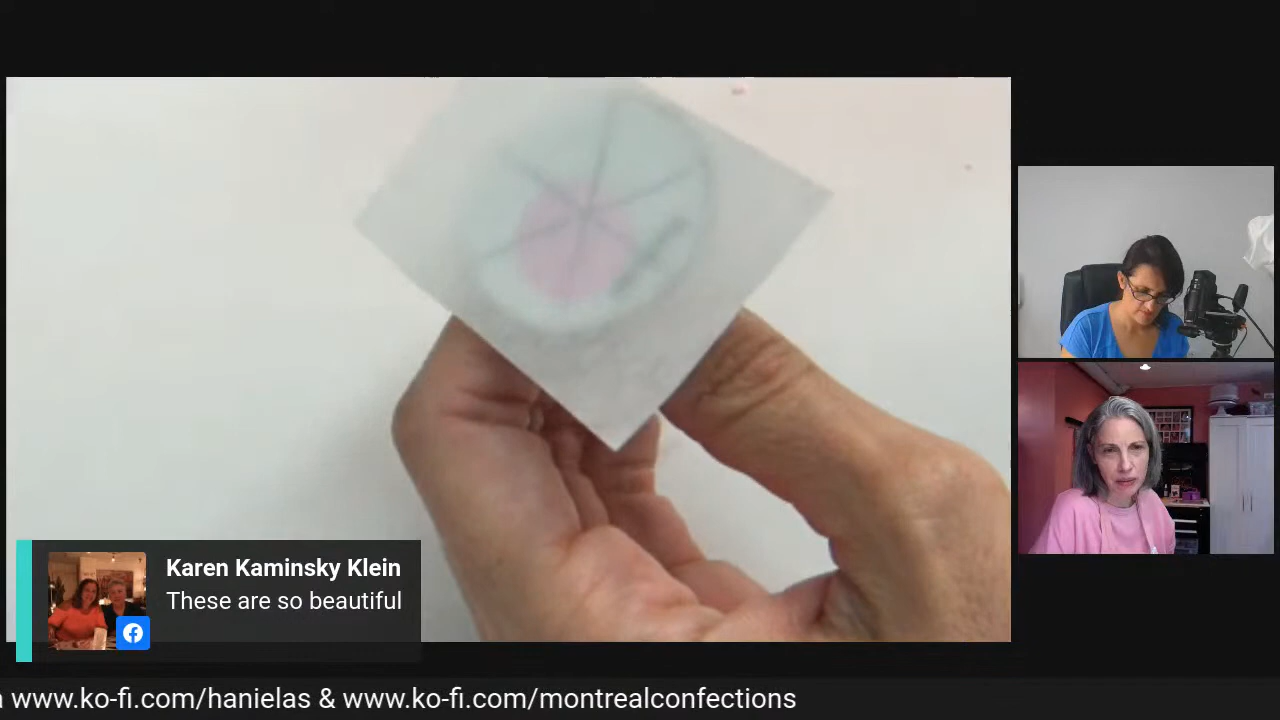 Karen Kaminsky Klein
These are so beautiful
www.ko-fi.com/hanielas & www.ko-fi.com/montrealconfections